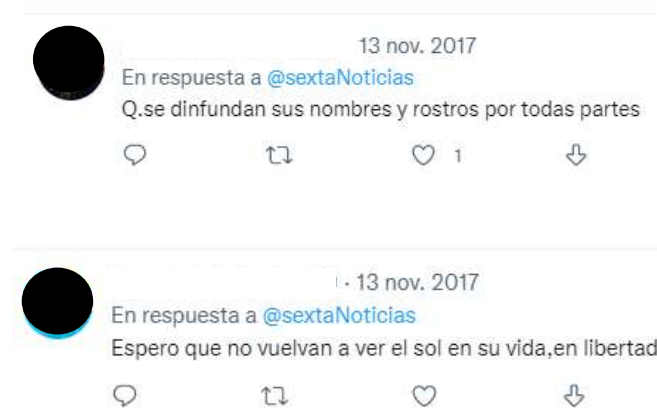 13 nov. 2017
En respuesta a @sextaNoticias
Q.se dinfundan sus nombres y rostros por todas partes
1
· 13 nov. 2017
En respuesta a @sextaNoticias
Espero que no vuelvan a ver el sol en su vida,en libertad